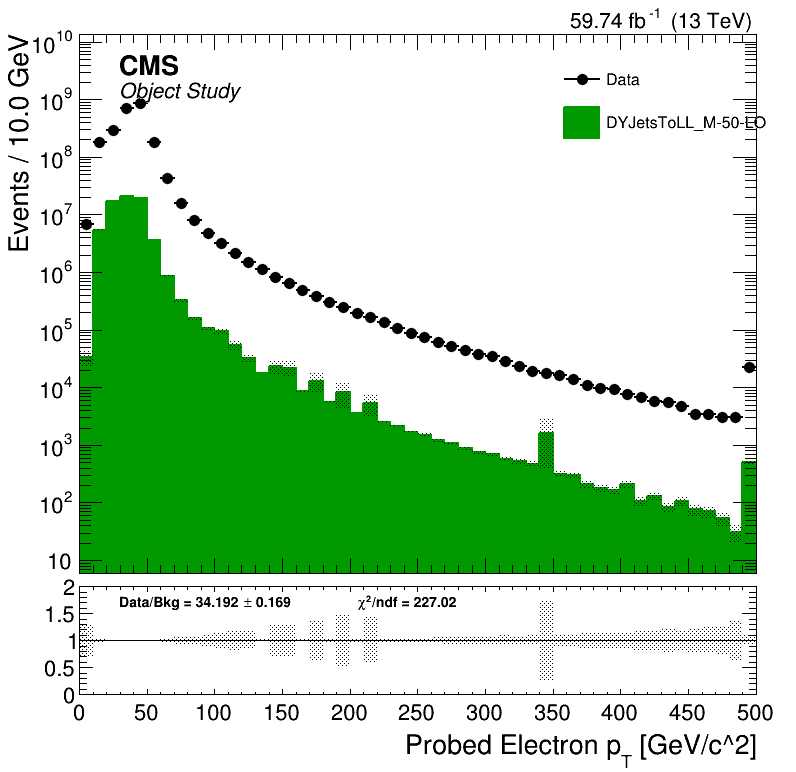 59.74 fb⁻¹ (13 TeV)
CMS
Object Study
Data
DYJetsToLL_M-50-LO
Events / 10.0 GeV
10¹⁰
10⁹
10⁸
10⁷
10⁶
10⁵
10⁴
10³
10²
10
Data/Bkg = 34.192 ± 0.169
χ²/ndf = 227.02
2
1.5
1
0.5
0
0 50 100 150 200 250 300 350 400 450 500
Probed Electron p_T [GeV/c^2]